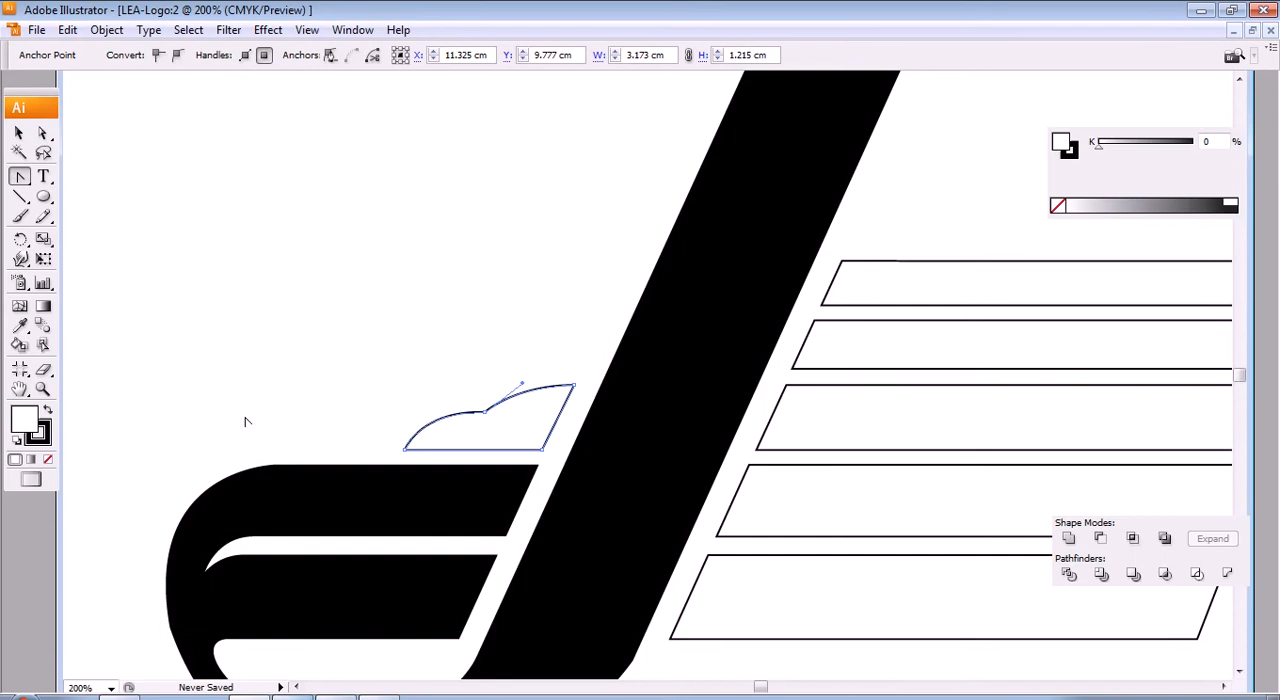 Adobe Illustrator - [LEA-Logo:2 @ 200% (CMYK/Preview) ]
File Edit Object Type Select Filter Effect View Window Help
Anchor Point Convert: Handles: Anchors: X: 11.325 cm Y: 9.777 cm W: 3.173 cm H: 1.215 cm
Ai
T
K 0 %
Shape Modes:
Expand
Pathfinders:
200% Never Saved